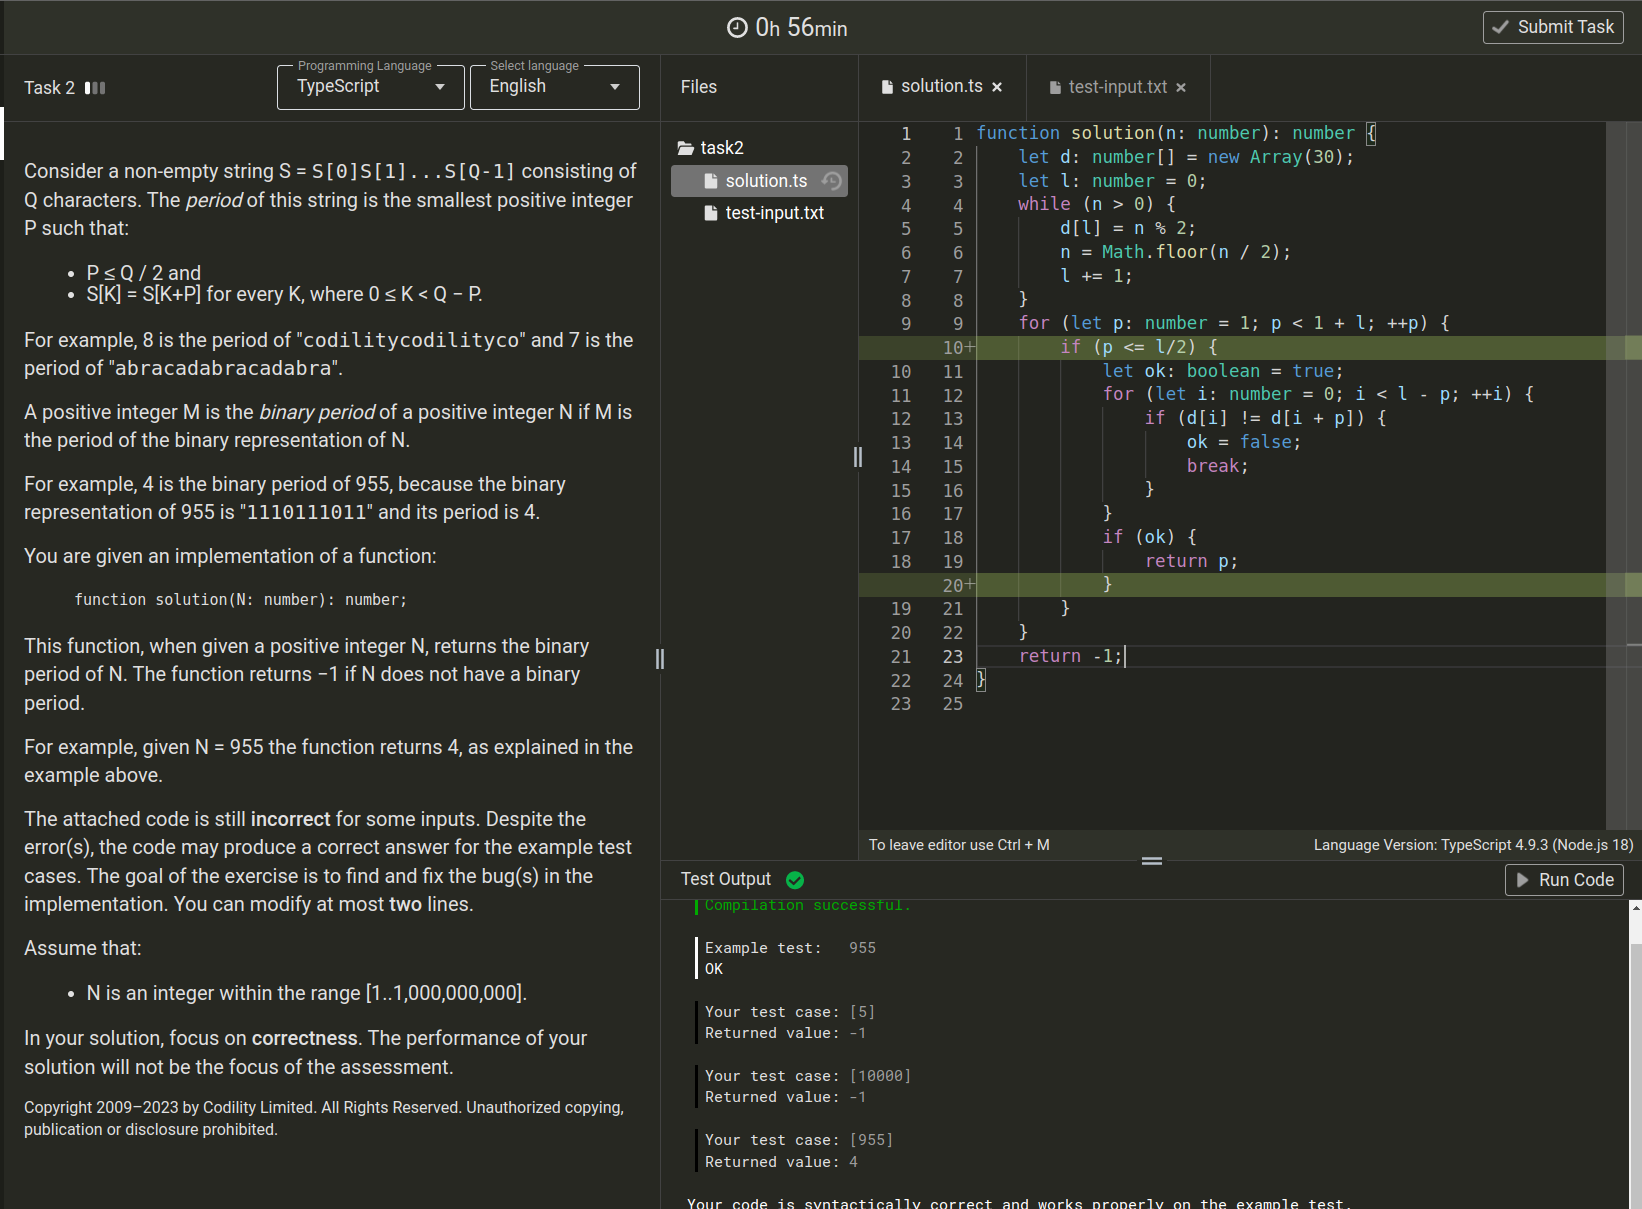 0h 56min
Submit Task
Task 2
Programming Language
TypeScript
Select language
English
Consider a non-empty string S = S[0]S[1]...S[Q-1] consisting of
Q characters. The period of this string is the smallest positive integer
P such that:
• P ≤ Q / 2 and
• S[K] = S[K+P] for every K, where 0 ≤ K < Q − P.
For example, 8 is the period of "codilitycodilityco" and 7 is the
period of "abracadabracadabra".
A positive integer M is the binary period of a positive integer N if M is
the period of the binary representation of N.
For example, 4 is the binary period of 955, because the binary
representation of 955 is "1110111011" and its period is 4.
You are given an implementation of a function:
function solution(N: number): number;
This function, when given a positive integer N, returns the binary
period of N. The function returns −1 if N does not have a binary
period.
For example, given N = 955 the function returns 4, as explained in the
example above.
The attached code is still incorrect for some inputs. Despite the
error(s), the code may produce a correct answer for the example test
cases. The goal of the exercise is to find and fix the bug(s) in the
implementation. You can modify at most two lines.
Assume that:
• N is an integer within the range [1..1,000,000,000].
In your solution, focus on correctness. The performance of your
solution will not be the focus of the assessment.
Copyright 2009–2023 by Codility Limited. All Rights Reserved. Unauthorized copying,
publication or disclosure prohibited.
Files
task2
solution.ts
test-input.txt
solution.ts ×
test-input.txt ×
1 1 function solution(n: number): number {
2 2 let d: number[] = new Array(30);
3 3 let l: number = 0;
4 4 while (n > 0) {
5 5 d[l] = n % 2;
6 6 n = Math.floor(n / 2);
7 7 l += 1;
8 8 }
9 9 for (let p: number = 1; p < 1 + l; ++p) {
10+ if (p <= l/2) {
10 11 let ok: boolean = true;
11 12 for (let i: number = 0; i < l - p; ++i) {
12 13 if (d[i] != d[i + p]) {
13 14 ok = false;
14 15 break;
15 16 }
16 17 }
17 18 if (ok) {
18 19 return p;
20+ }
19 21 }
20 22 }
21 23 return -1;
22 24 }
23 25
To leave editor use Ctrl + M
Language Version: TypeScript 4.9.3 (Node.js 18)
Test Output
Run Code
Compilation successful.
Example test: 955
OK
Your test case: [5]
Returned value: -1
Your test case: [10000]
Returned value: -1
Your test case: [955]
Returned value: 4
Your code is syntactically correct and works properly on the example test.